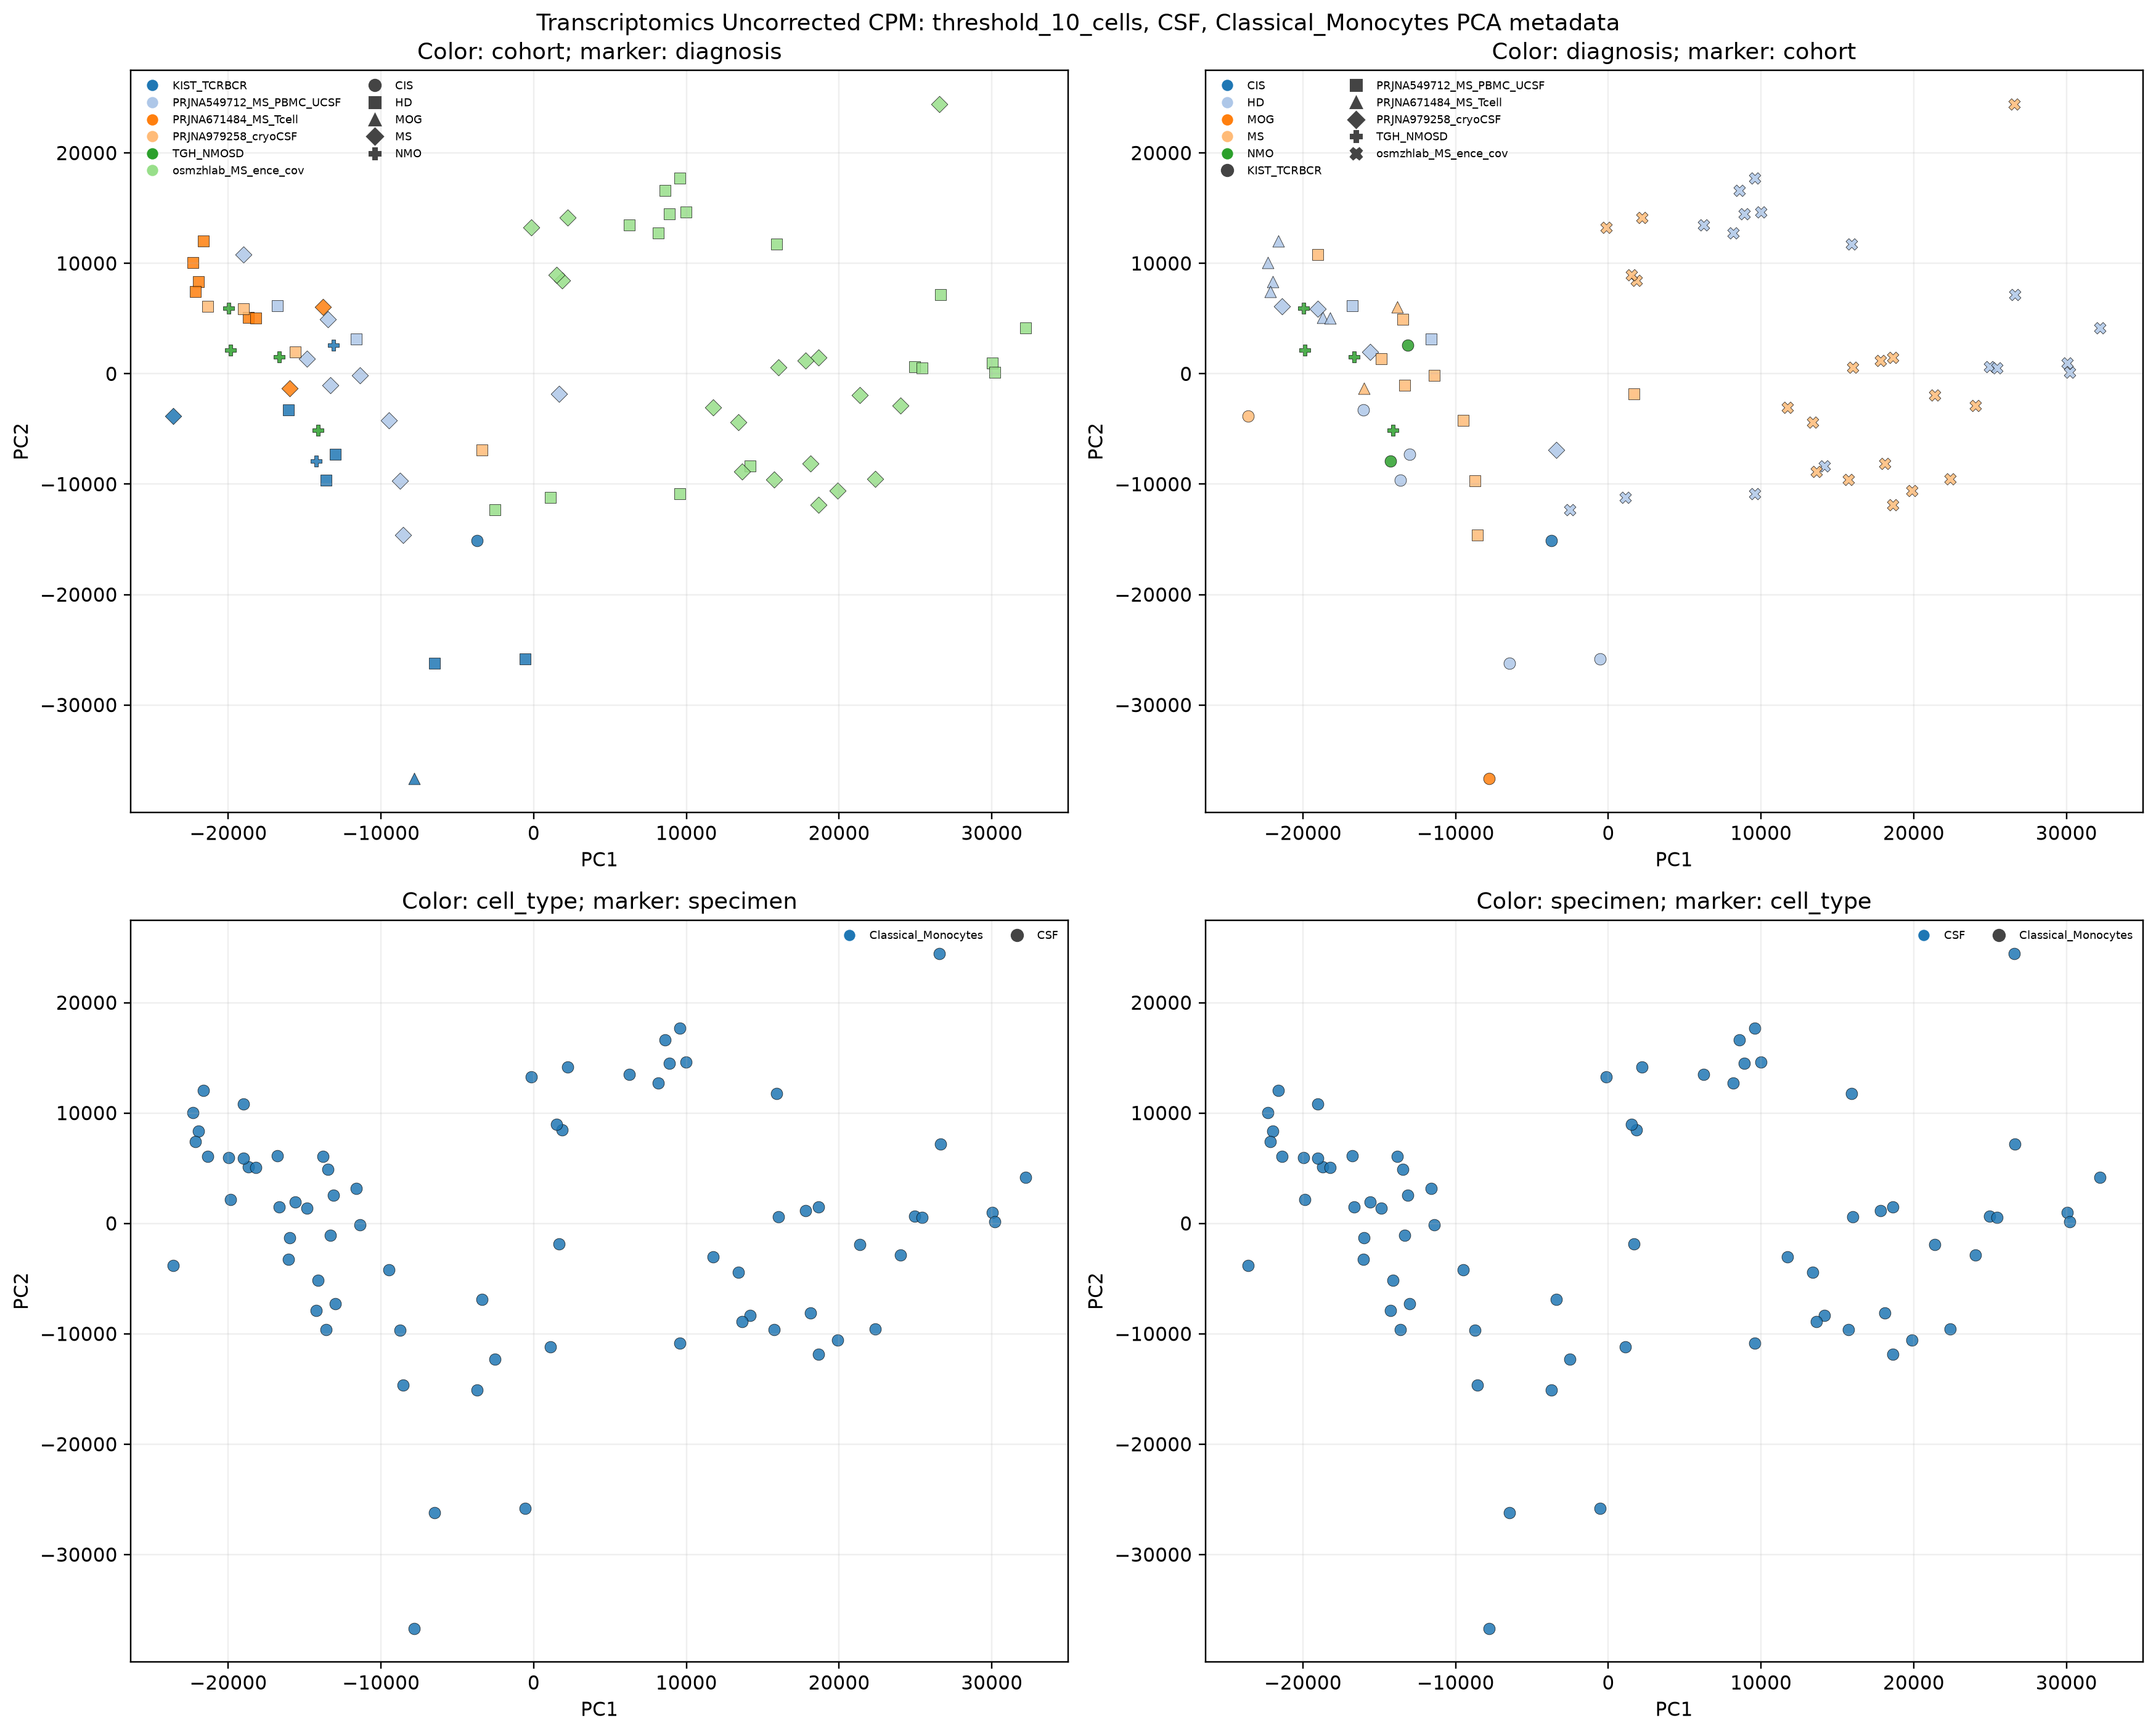 Transcriptomics Uncorrected CPM: threshold_10_cells, CSF, Classical_Monocytes PCA metadata
Color: cohort; marker: diagnosis
KIST_TCRBCR
PRJNA549712_MS_PBMC_UCSF
PRJNA671484_MS_Tcell
PRJNA979258_cryoCSF
TGH_NMOSD
osmzhlab_MS_ence_cov
CIS
HD
MOG
MS
NMO
20000
10000
0
−10000
−20000
−30000
PC2
−20000 −10000 0 10000 20000 30000
PC1
Color: diagnosis; marker: cohort
CIS
HD
MOG
MS
NMO
KIST_TCRBCR
PRJNA549712_MS_PBMC_UCSF
PRJNA671484_MS_Tcell
PRJNA979258_cryoCSF
TGH_NMOSD
osmzhlab_MS_ence_cov
20000
10000
0
−10000
−20000
−30000
PC2
−20000 −10000 0 10000 20000 30000
PC1
Color: cell_type; marker: specimen
Classical_Monocytes CSF
20000
10000
0
−10000
−20000
−30000
PC2
−20000 −10000 0 10000 20000 30000
PC1
Color: specimen; marker: cell_type
CSF Classical_Monocytes
20000
10000
0
−10000
−20000
−30000
PC2
−20000 −10000 0 10000 20000 30000
PC1